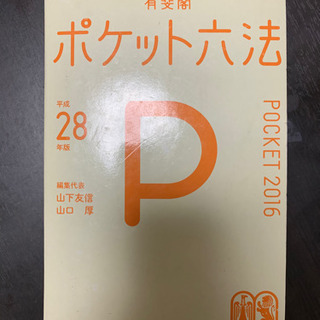 有斐閣
ポケット六法
平成
28
年版
P
POCKET 2016
編集代表
山下友信
山口 厚